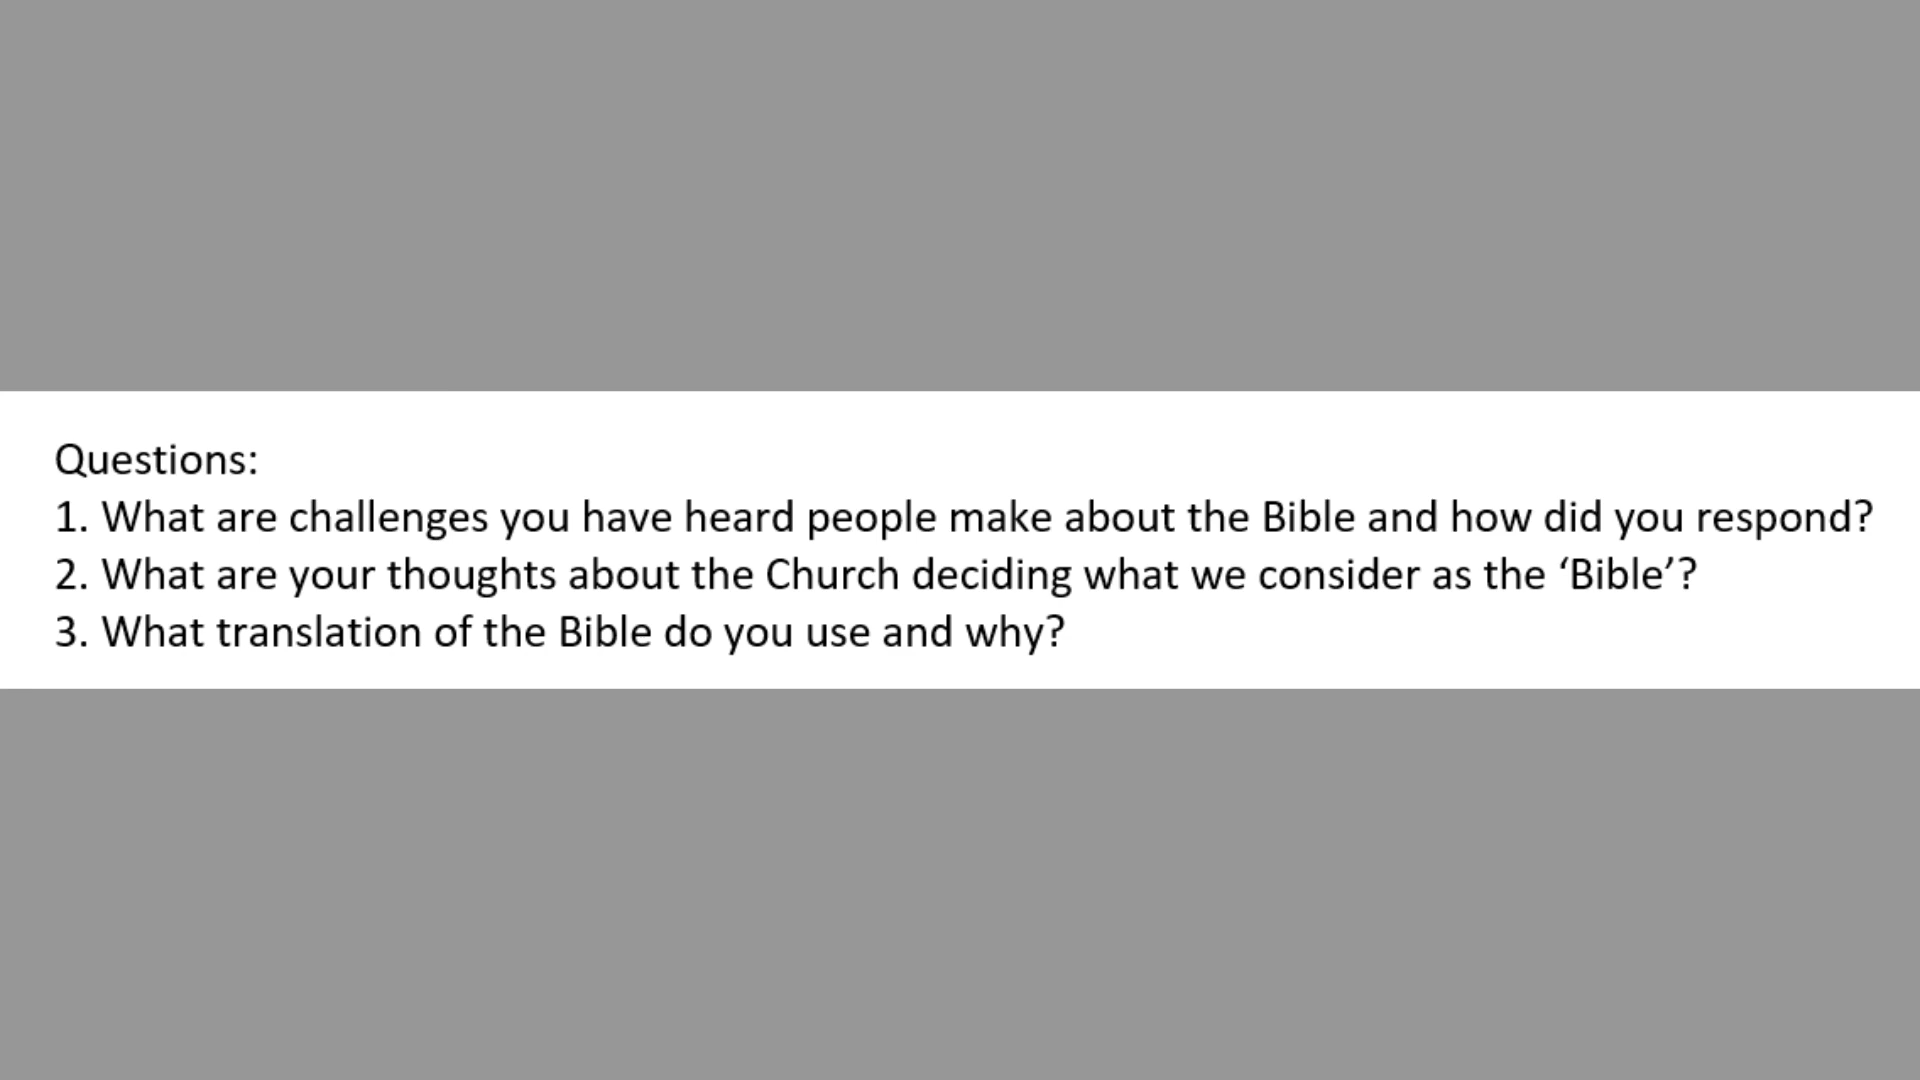 Questions:
1. What are challenges you have heard people make about the Bible and how did you respond?
2. What are your thoughts about the Church deciding what we consider as the ‘Bible’?
3. What translation of the Bible do you use and why?